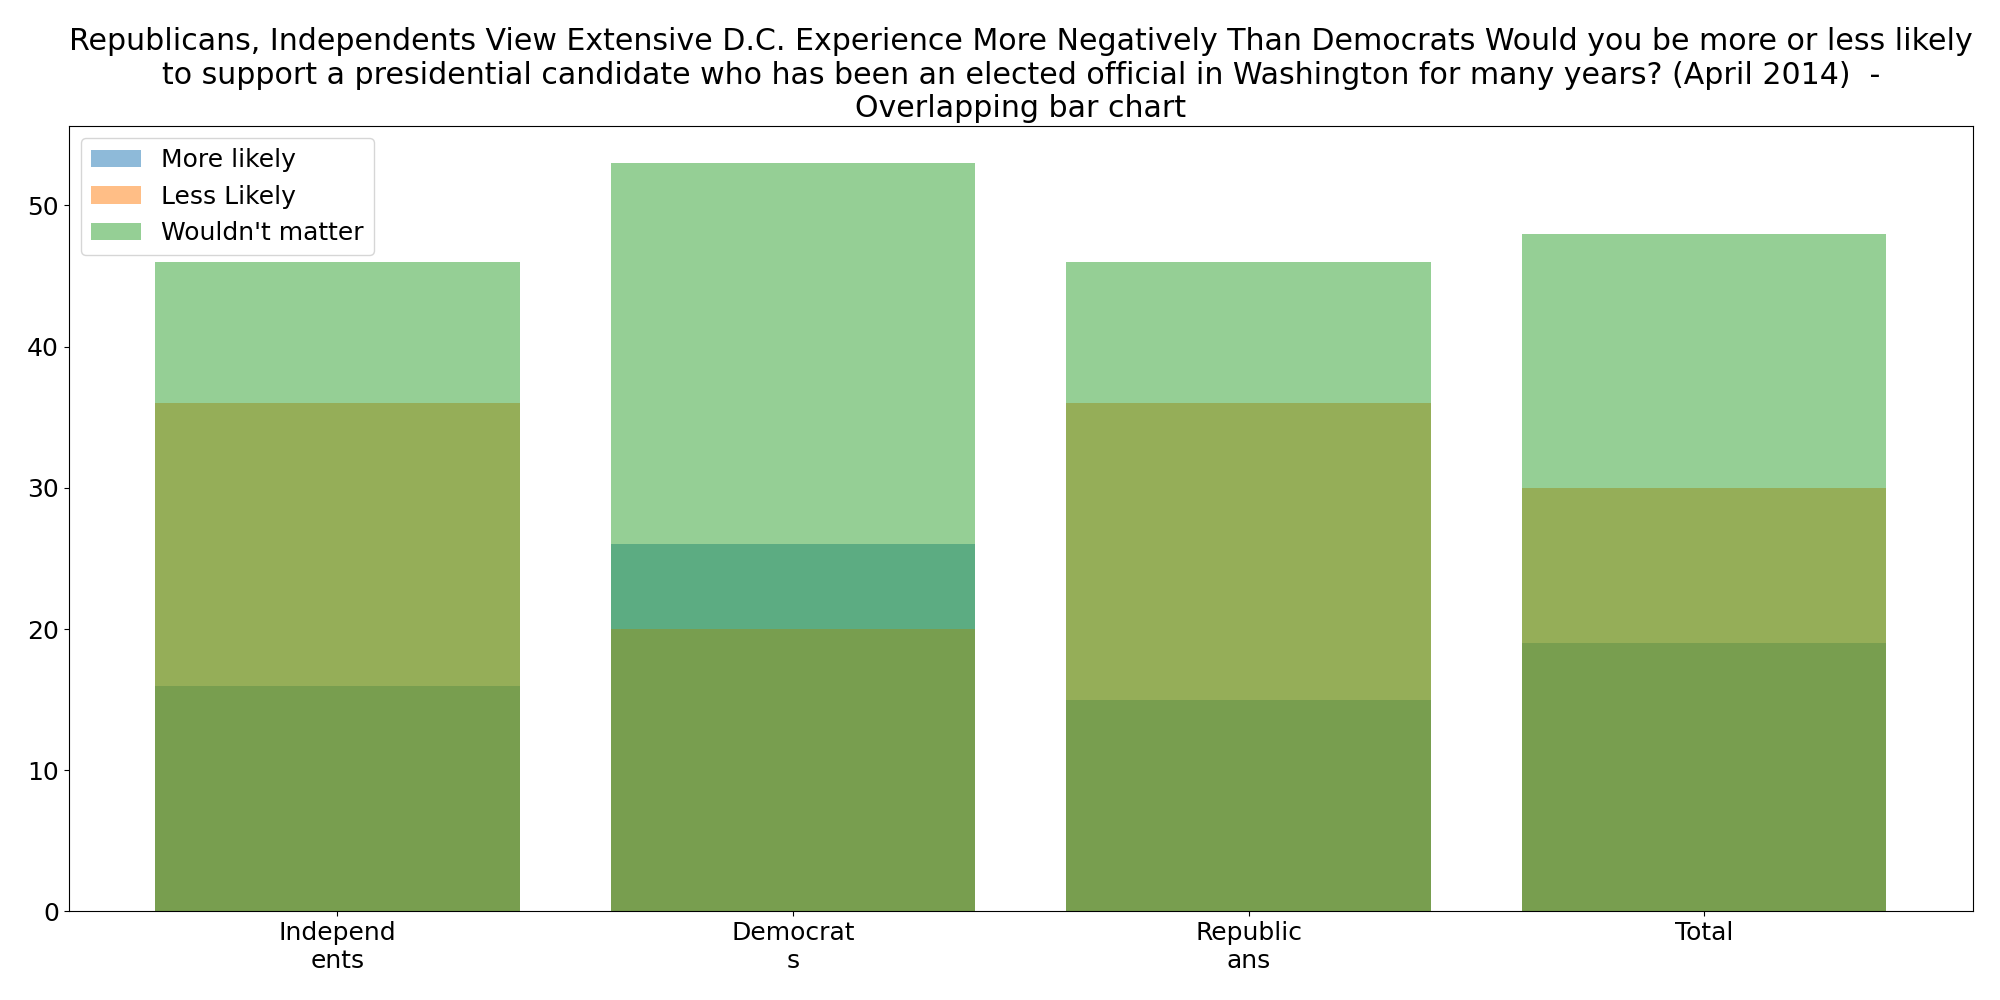 Republicans, Independents View Extensive D.C. Experience More Negatively Than Democrats Would you be more or less likely
to support a presidential candidate who has been an elected official in Washington for many years? (April 2014)  -
Overlapping bar chart
More likely
Less Likely
Wouldn't matter
50
40
30
20
10
0
Independ
ents
Democrat
s
Republic
ans
Total